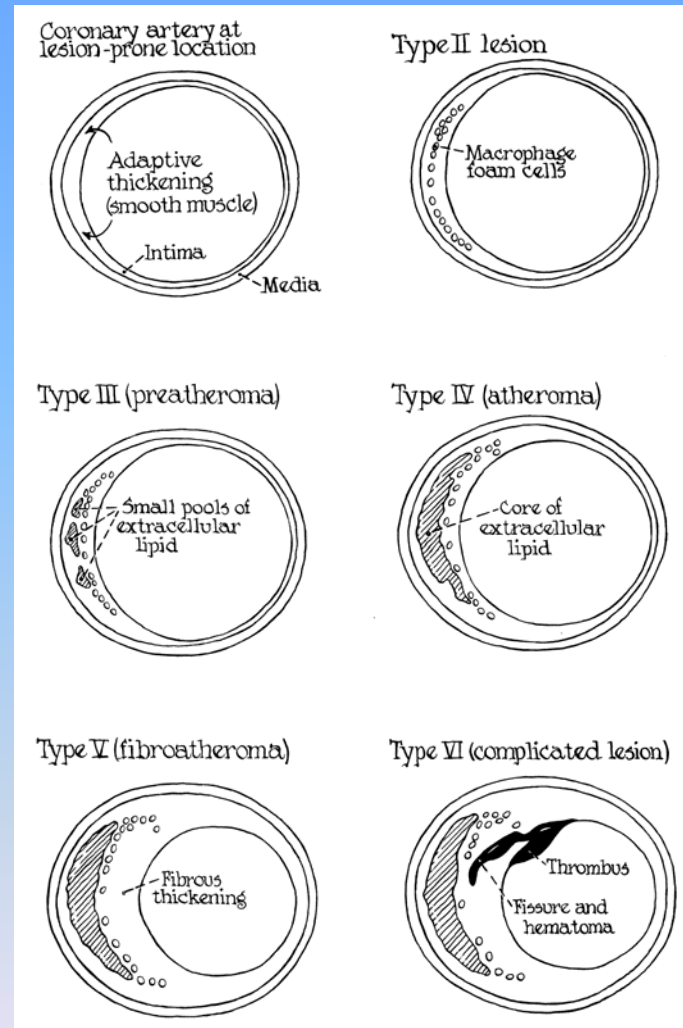 Coronary artery at
lesion-prone location
Adaptive
thickening
(smooth muscle)
Intima
Media
Type II lesion
Macrophage
foam cells
Type III (preatheroma)
Small pools of
extracellular
lipid
Type IV (atheroma)
Core of
extracellular
lipid
Type V (fibroatheroma)
Fibrous
thickening
Type VI (complicated lesion)
Thrombus
Fissure and
hematoma